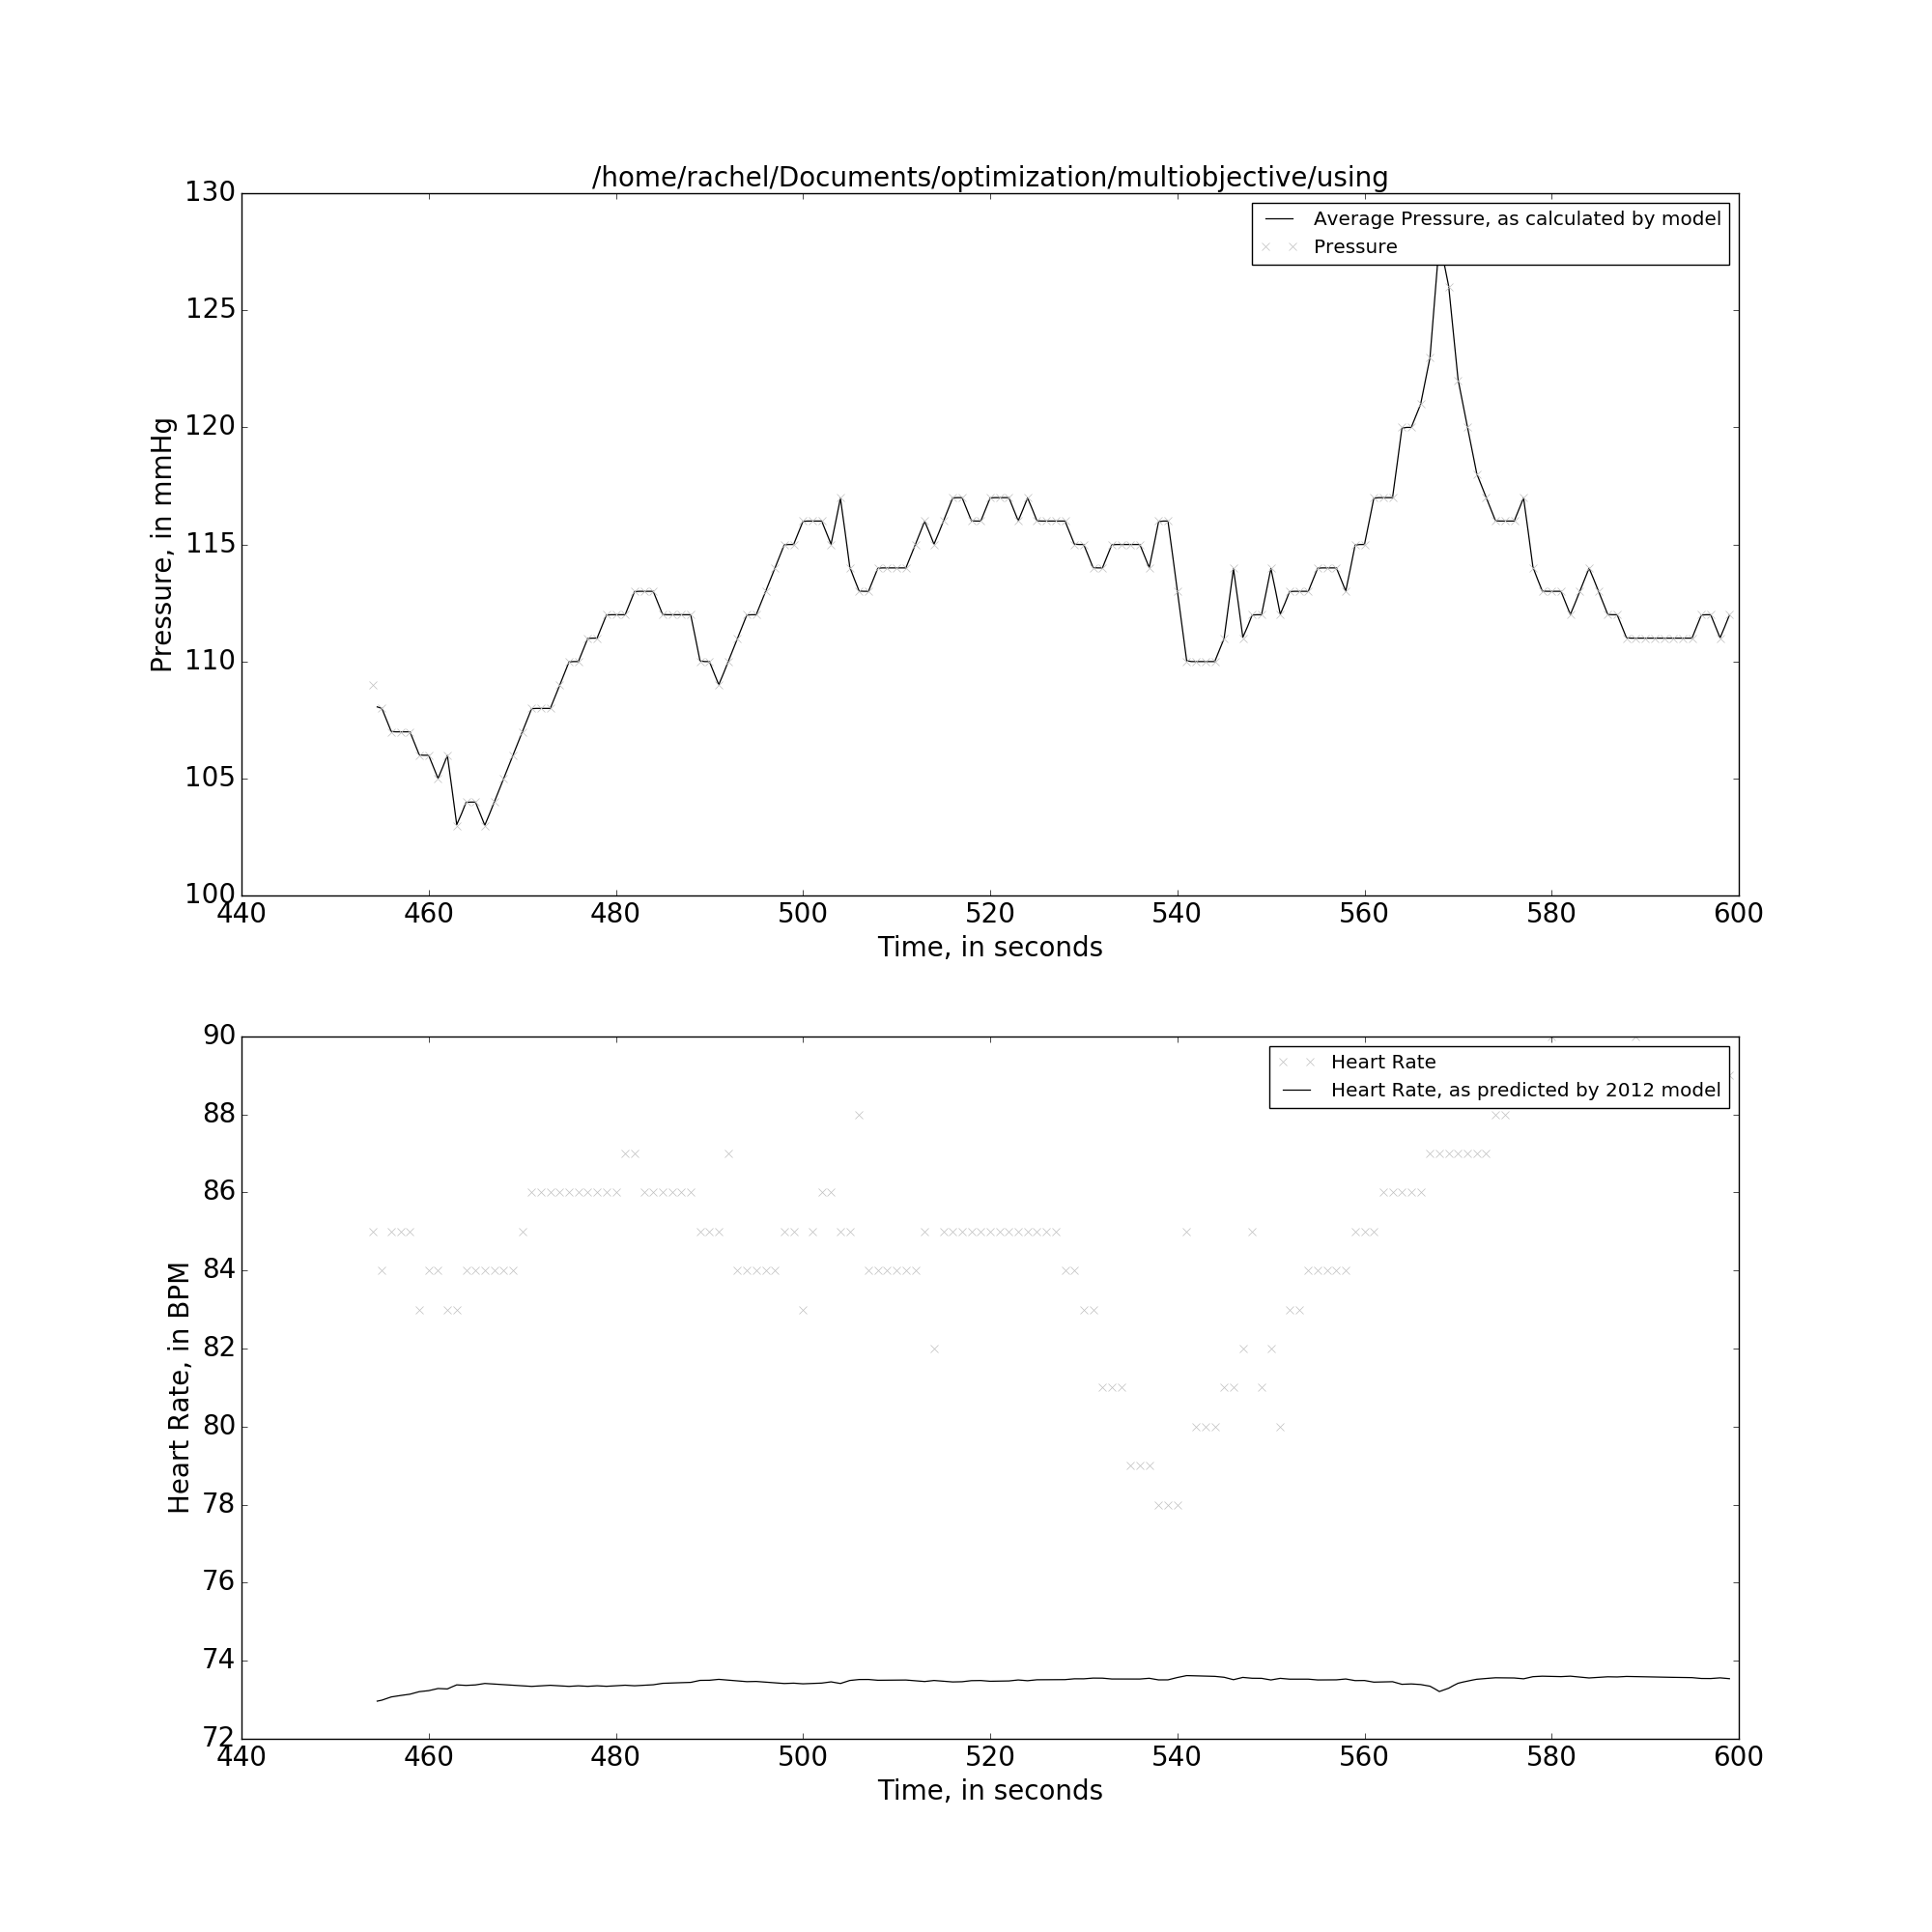 /home/rachel/Documents/optimization/multiobjective/using
130
125
120
115
110
105
100
Pressure, in mmHg
Average Pressure, as calculated by model
Pressure
440 460 480 500 520 540 560 580 600
Time, in seconds
90
88
86
84
82
80
78
76
74
72
Heart Rate, in BPM
Heart Rate
Heart Rate, as predicted by 2012 model
440 460 480 500 520 540 560 580 600
Time, in seconds